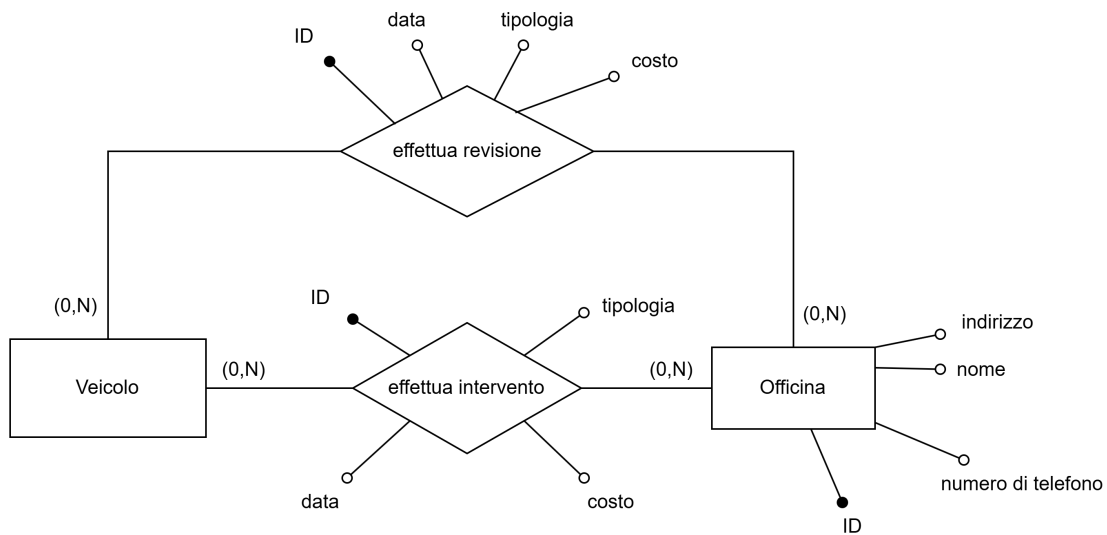 data
tipologia
ID
costo
effettua revisione
(0,N)
(0,N)
ID
tipologia
indirizzo
(0,N)
(0,N)
nome
Veicolo
effettua intervento
Officina
numero di telefono
data
costo
ID